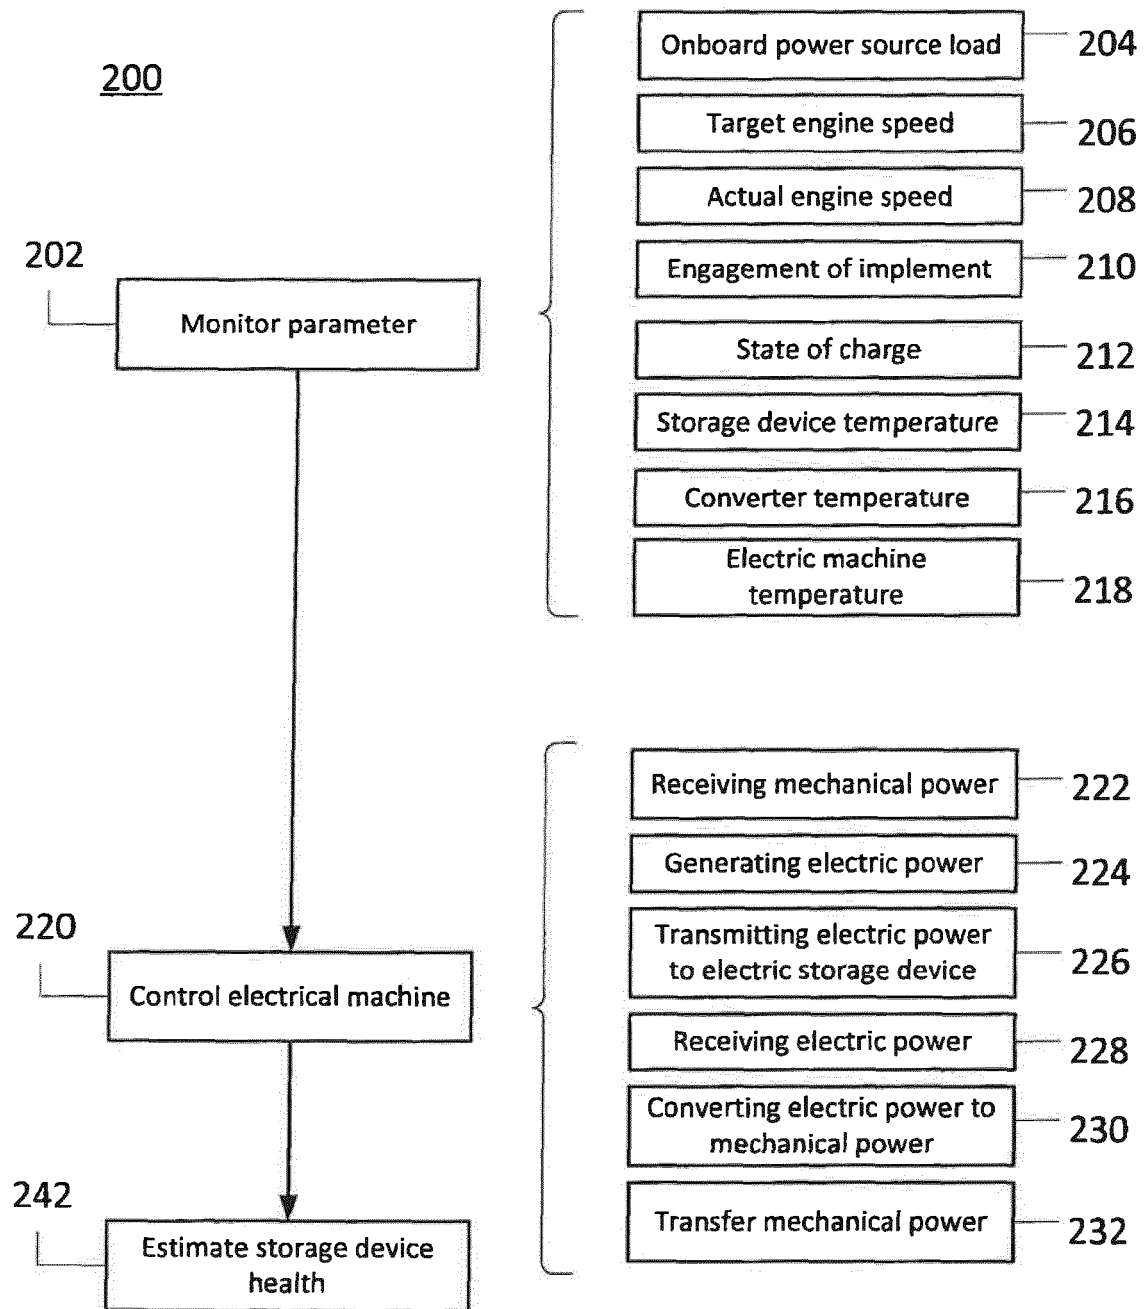 200
Onboard power source load
204
Target engine speed
206
Actual engine speed
208
Engagement of implement
210
State of charge
212
Storage device temperature
214
Converter temperature
216
Electric machine
temperature
218
202
Monitor parameter
Receiving mechanical power
222
Generating electric power
224
Transmitting electric power
to electric storage device
226
Receiving electric power
228
Converting electric power to
mechanical power
230
Transfer mechanical power
232
220
Control electrical machine
242
Estimate storage device
health